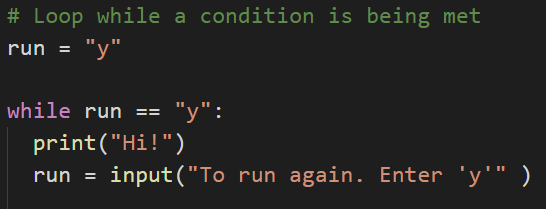 # Loop while a condition is being met
run = "y"

while run == "y":
  print("Hi!")
  run = input("To run again. Enter 'y'" )